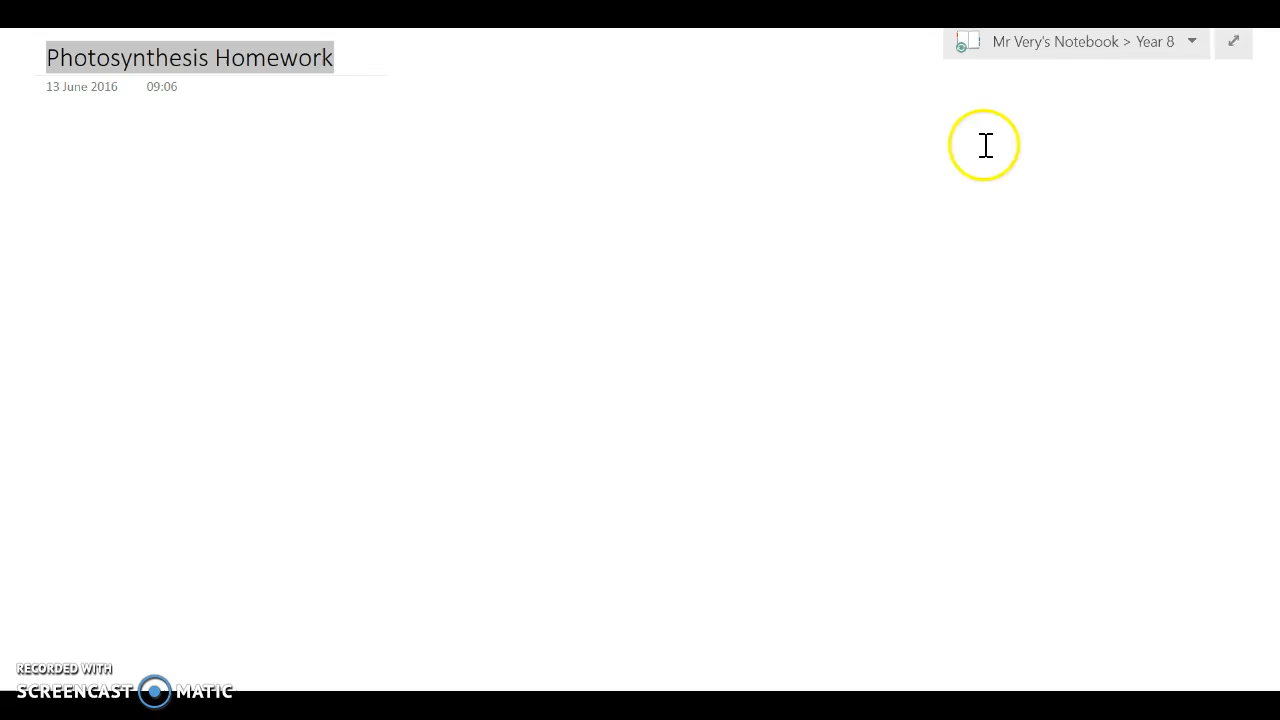 Photosynthesis Homework
Mr Very's Notebook > Year 8
13 June 2016 09:06
RECORDED WITH
SCREENCAST MATIC